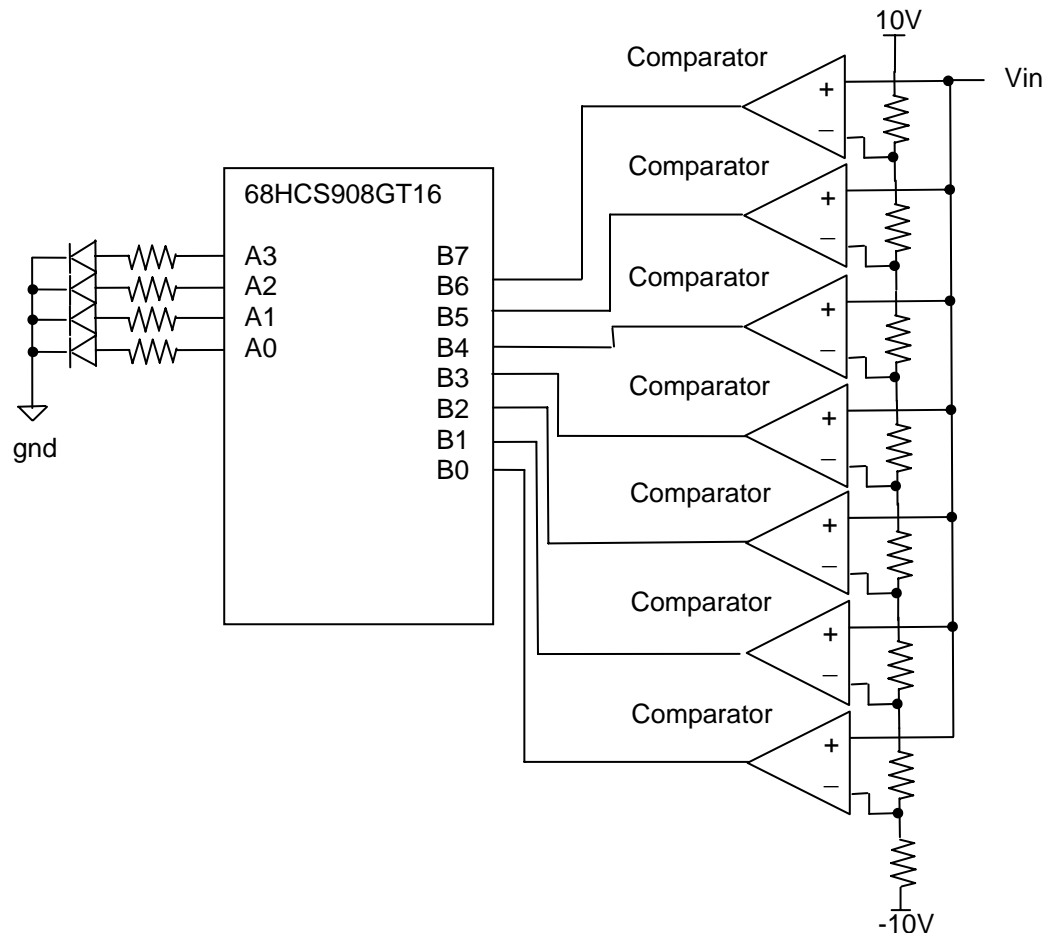 10V
Comparator
Vin
+
–
Comparator
68HCS908GT16
+
–
A3 B7
A2 B6
A1 B5
A0 B4
B3
B2
B1
B0
gnd
Comparator
+
–
Comparator
+
–
Comparator
+
–
Comparator
+
–
Comparator
+
–
-10V